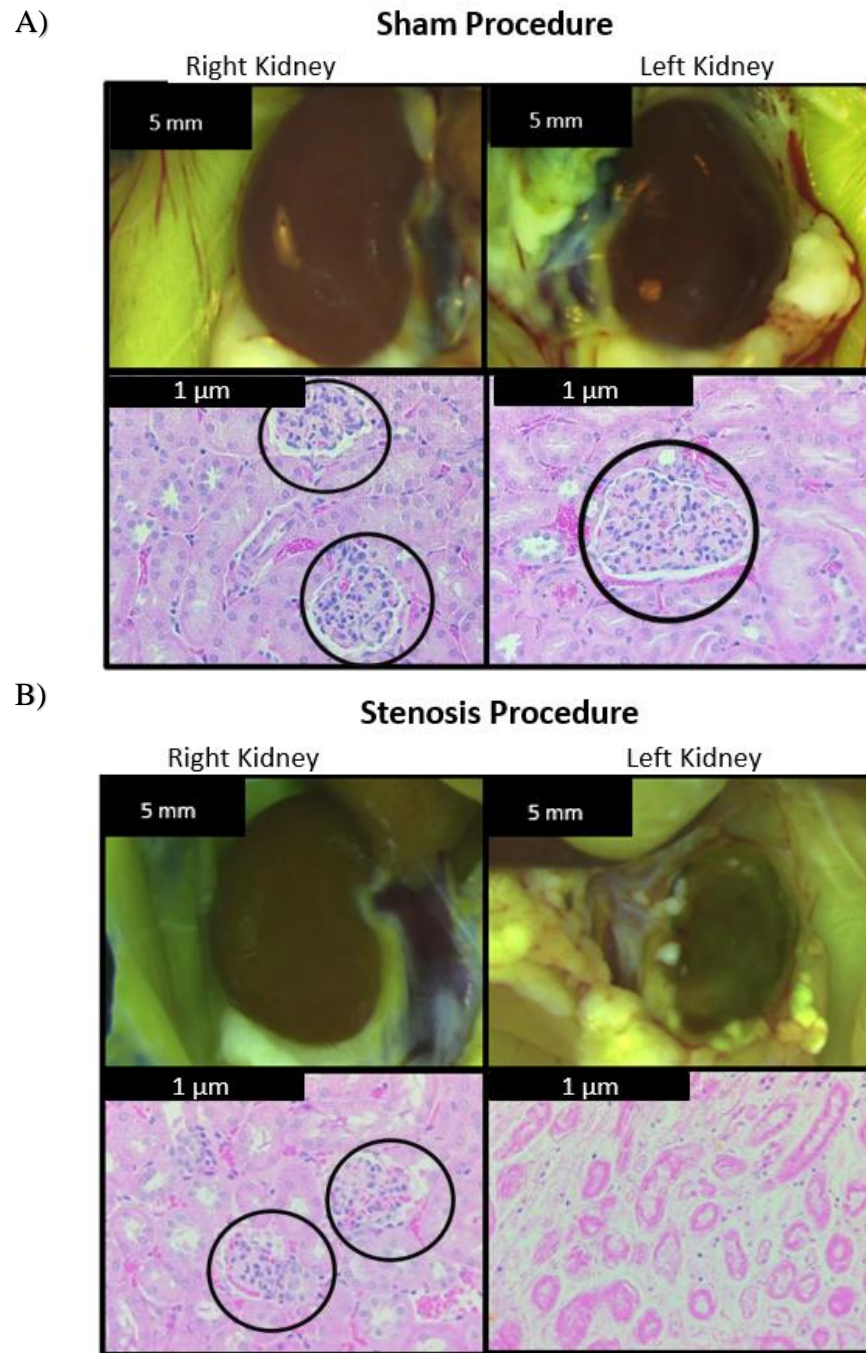 A)
Sham Procedure
Right Kidney Left Kidney
5 mm 5 mm
1 µm 1 µm
B)
Stenosis Procedure
Right Kidney Left Kidney
5 mm 5 mm
1 µm 1 µm